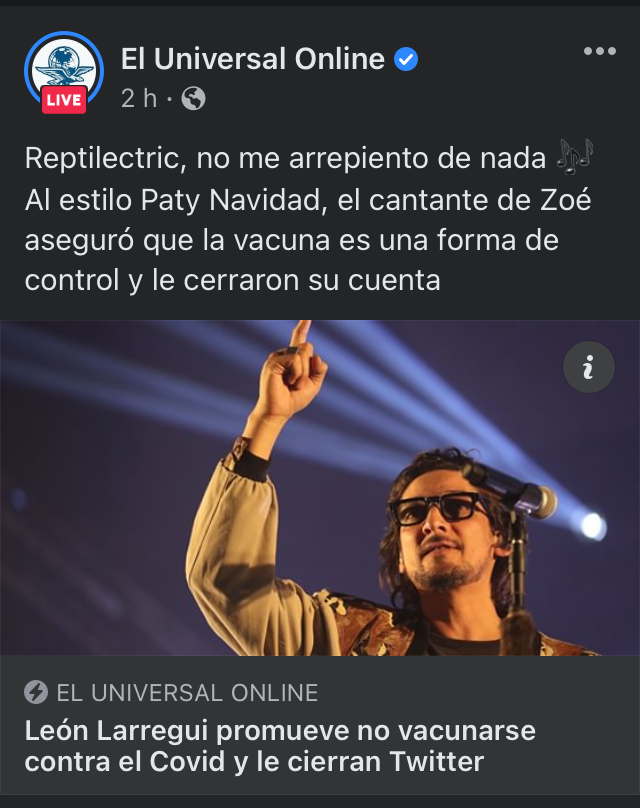 El Universal Online
LIVE
2 h ·
Reptilectric, no me arrepiento de nada 🎶
Al estilo Paty Navidad, el cantante de Zoé
aseguró que la vacuna es una forma de
control y le cerraron su cuenta
i
EL UNIVERSAL ONLINE
León Larregui promueve no vacunarse
contra el Covid y le cierran Twitter